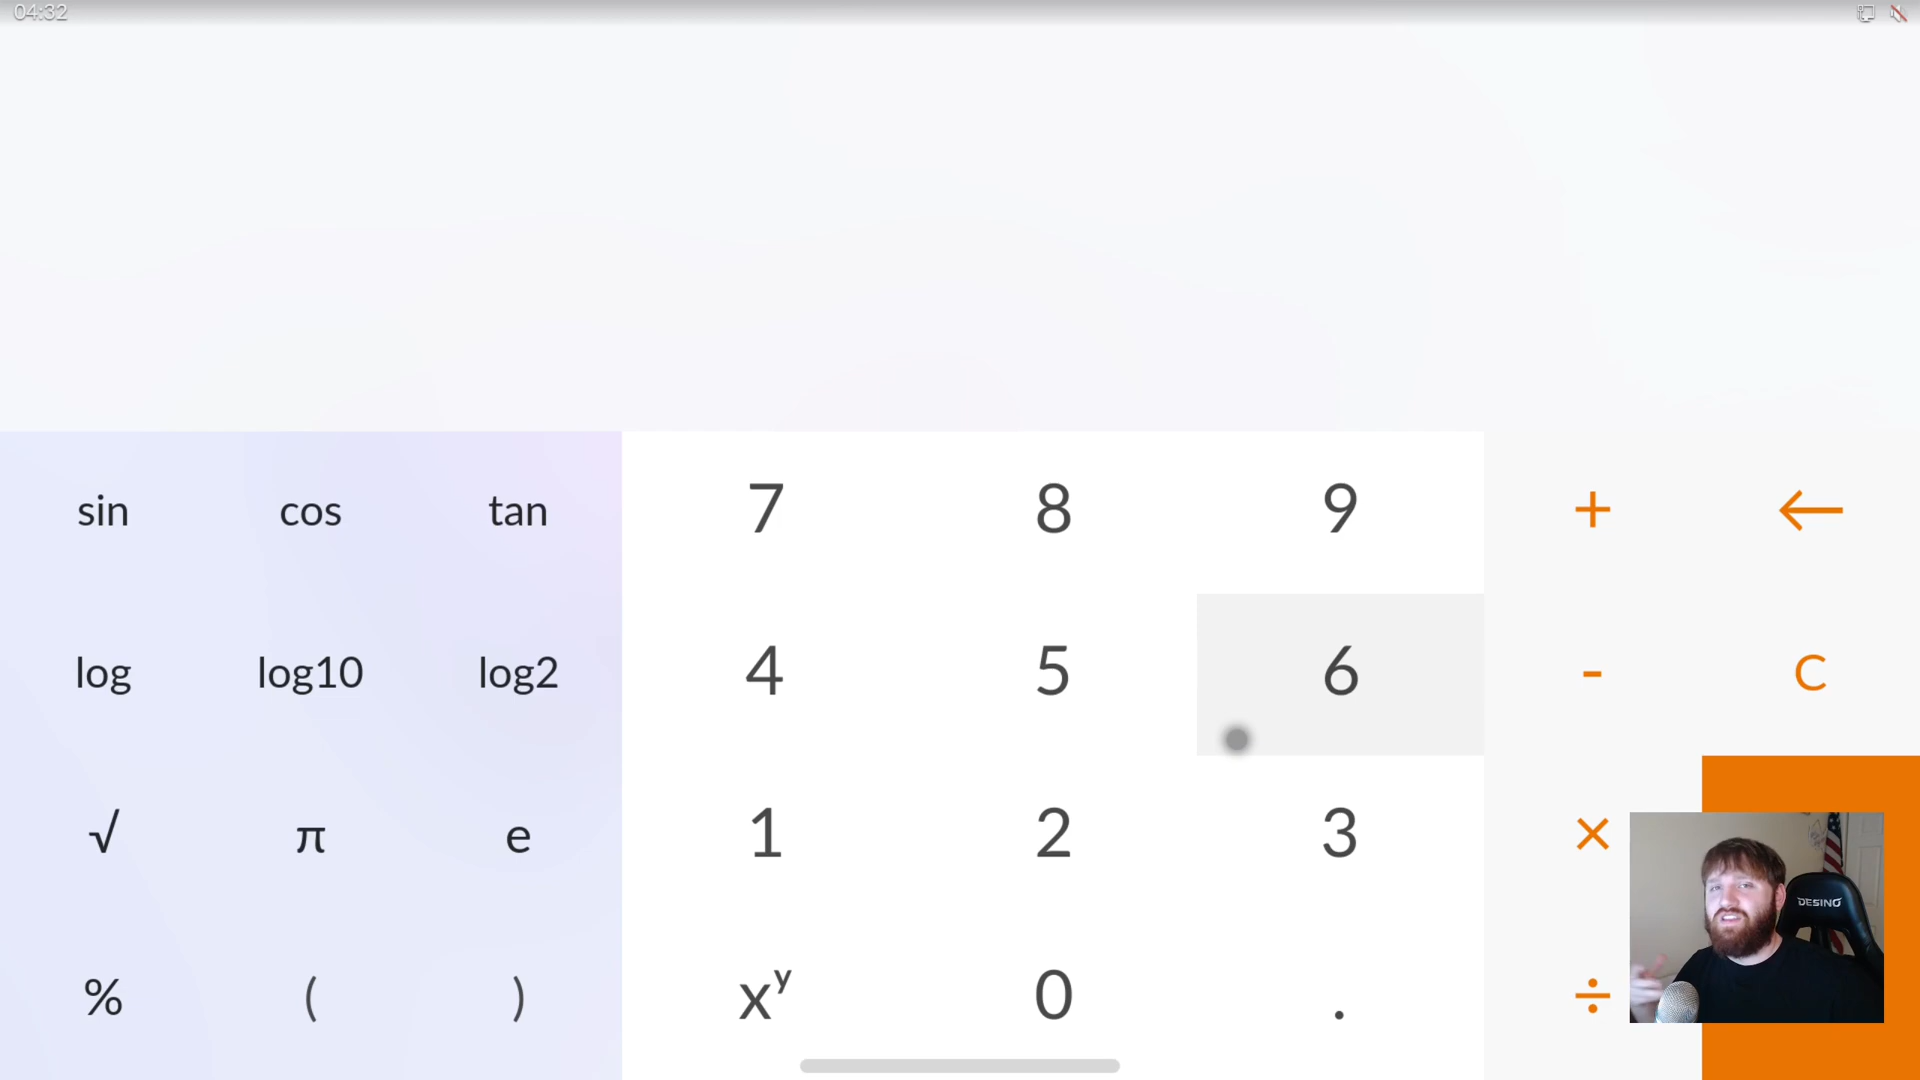 04:32
sin cos tan 7 8 9 + ←
log log10 log2 4 5 6 - C
√ π e 1 2 3 ×
% ( ) xʸ 0 . ÷
DESINO